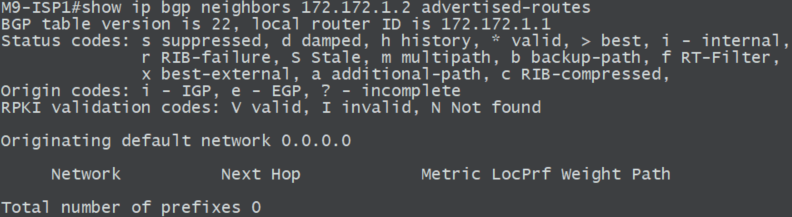 M9-ISP1#show ip bgp neighbors 172.172.1.2 advertised-routes
BGP table version is 22, local router ID is 172.172.1.1
Status codes: s suppressed, d damped, h history, * valid, > best, i - internal,
              r RIB-failure, S Stale, m multipath, b backup-path, f RT-Filter,
              x best-external, a additional-path, c RIB-compressed,
Origin codes: i - IGP, e - EGP, ? - incomplete
RPKI validation codes: V valid, I invalid, N Not found
Originating default network 0.0.0.0
     Network          Next Hop            Metric LocPrf Weight Path
Total number of prefixes 0